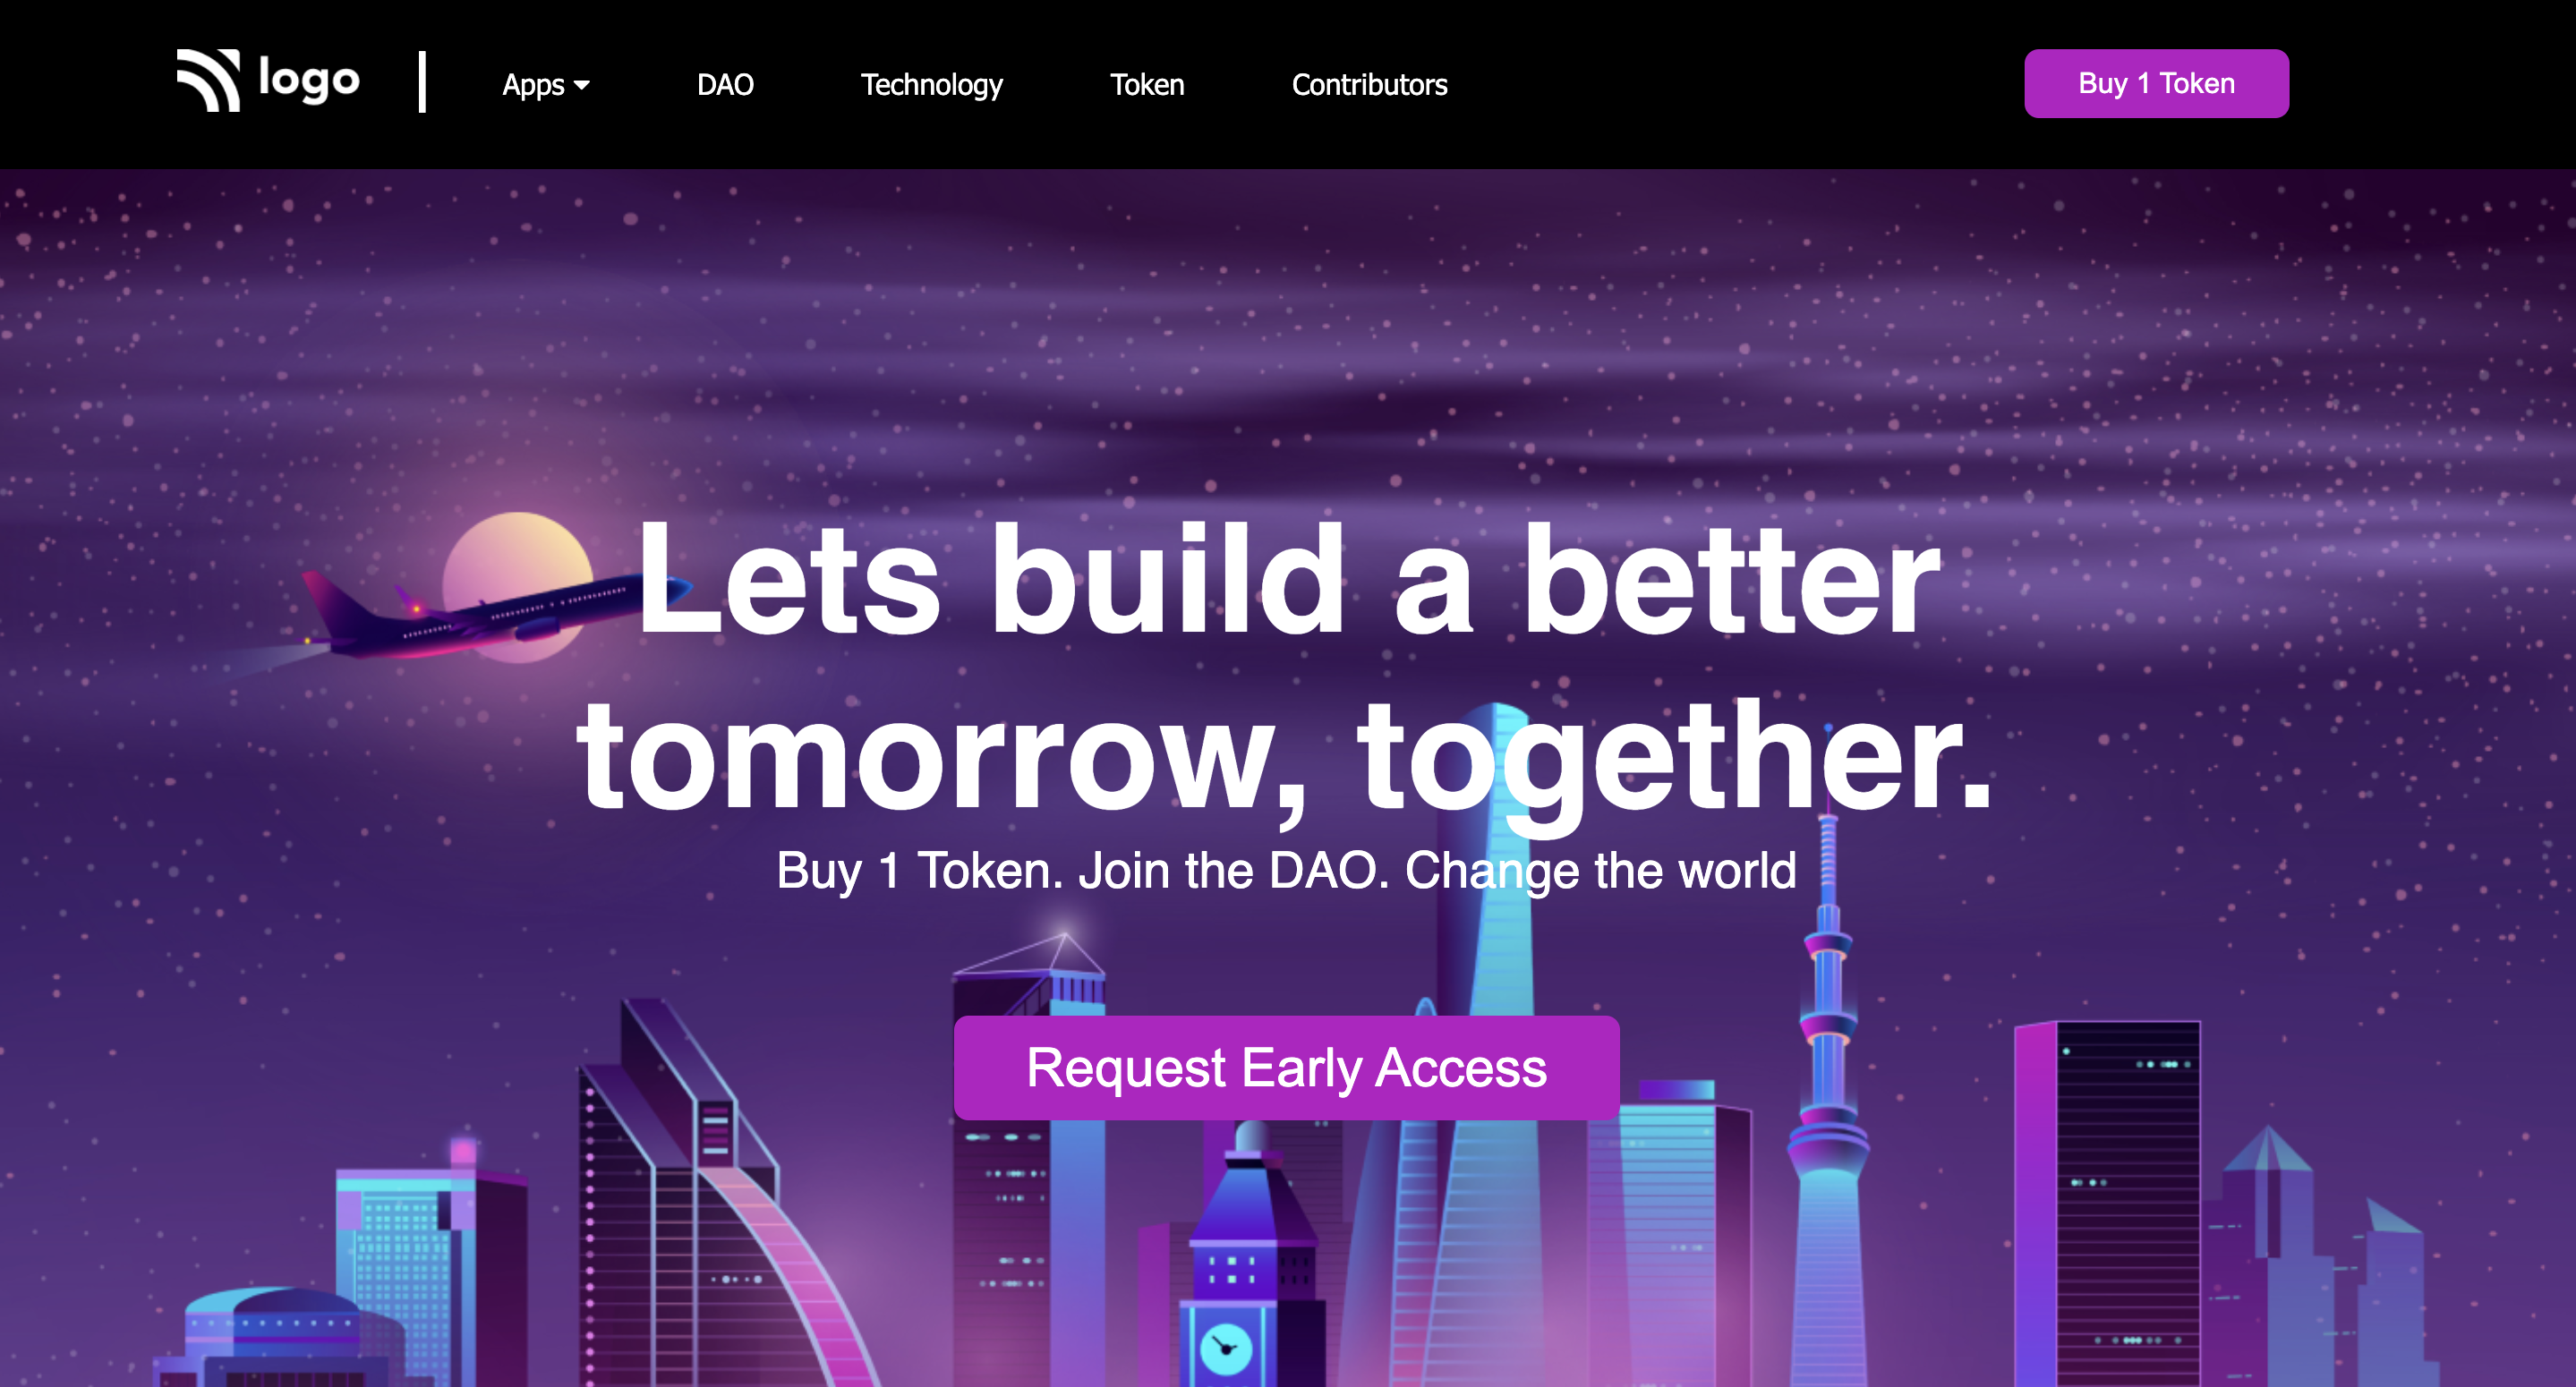 logo
Apps DAO Technology Token Contributors Buy 1 Token
Lets build a better
tomorrow, together.
Buy 1 Token. Join the DAO. Change the world
Request Early Access